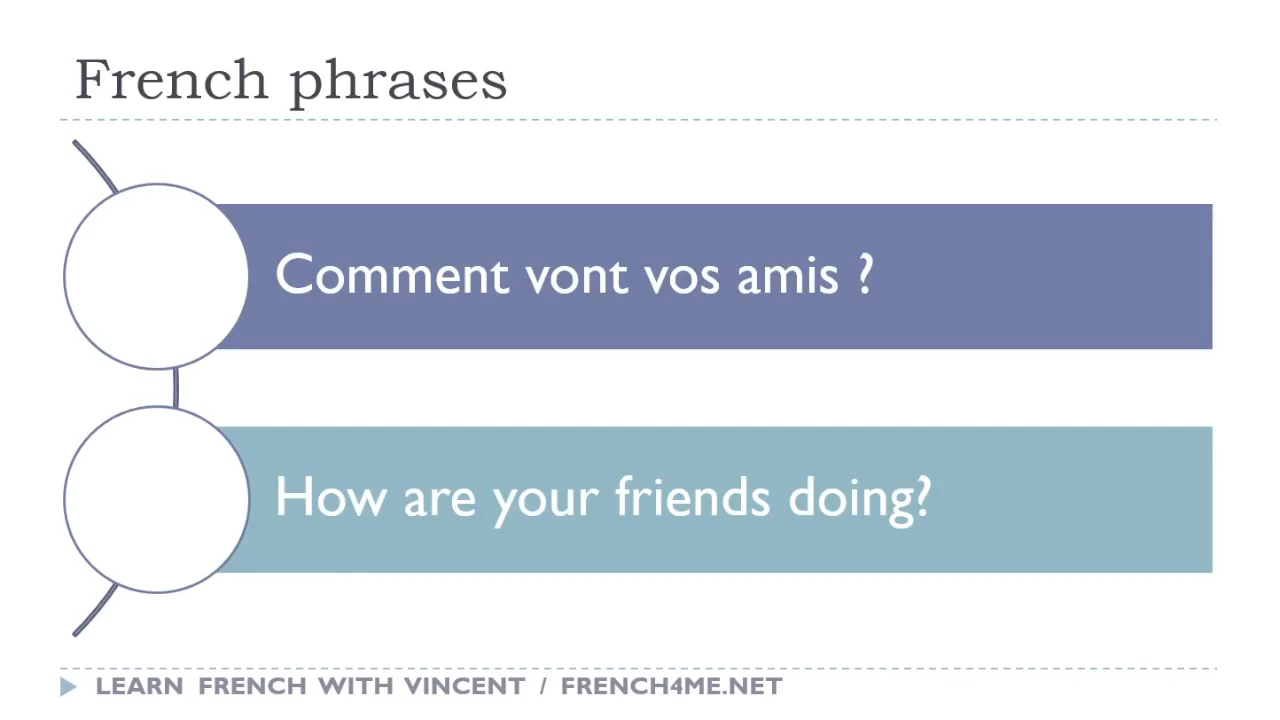 French phrases
Comment vont vos amis ?
How are your friends doing?
LEARN FRENCH WITH VINCENT / FRENCH4ME.NET